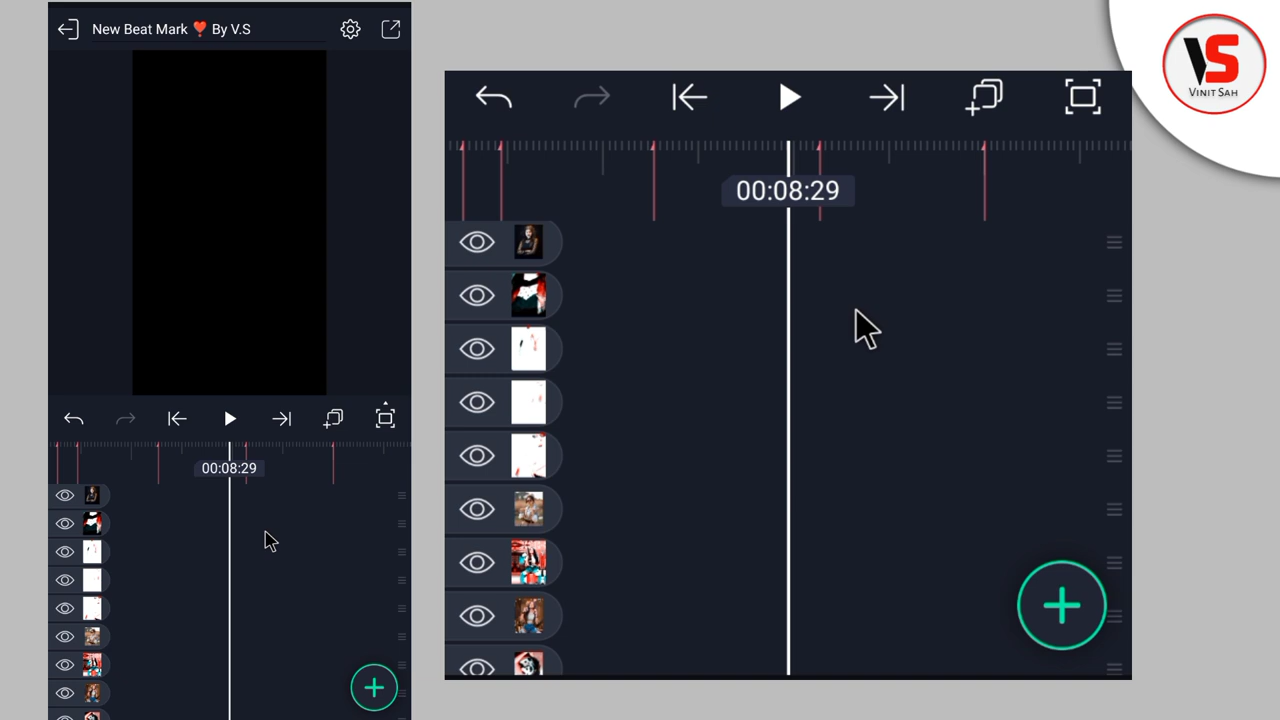 New Beat Mark ❤️ By V.S
00:08:29
00:08:29
VS
VINIT SAH